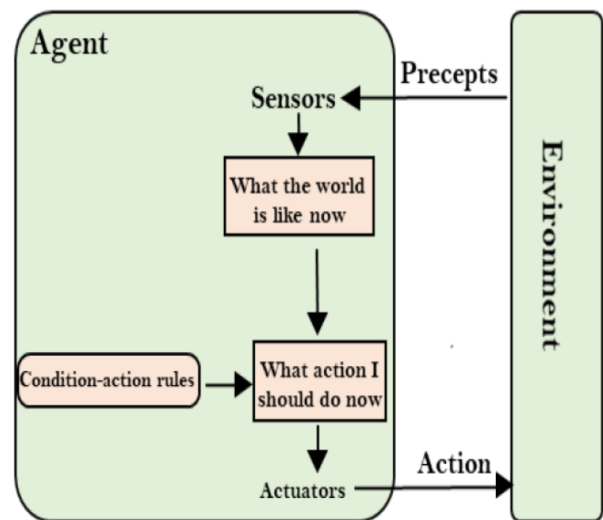 Agent
Precepts
Sensors
What the world
is like now
Environment
Condition-action rules
What action I
should do now
Action
Actuators